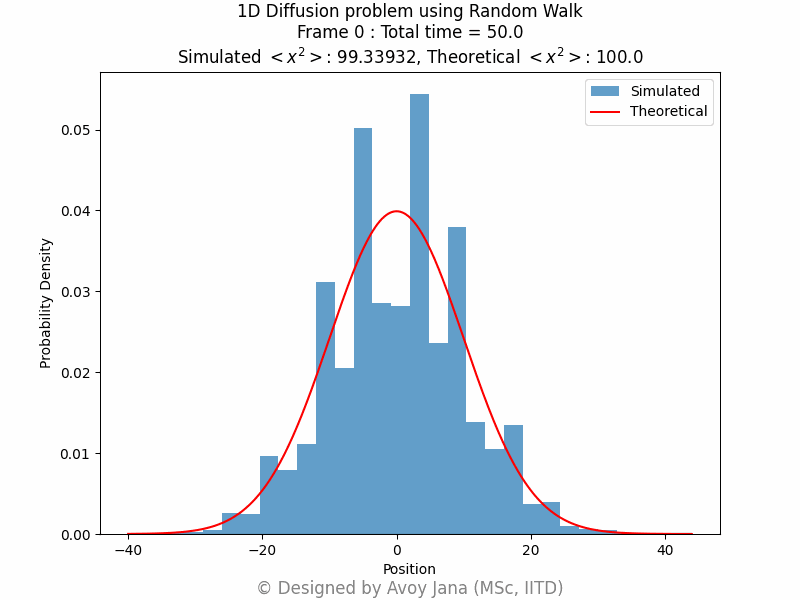 1D Diffusion problem using Random Walk
Frame 0 : Total time = 50.0
Simulated <x²>: 99.33932, Theoretical <x²>: 100.0
Simulated
Theoretical
Probability Density
0.05
0.04
0.03
0.02
0.01
0.00
−40
−20
0
20
40
Position
© Designed by Avoy Jana (MSc, IITD)